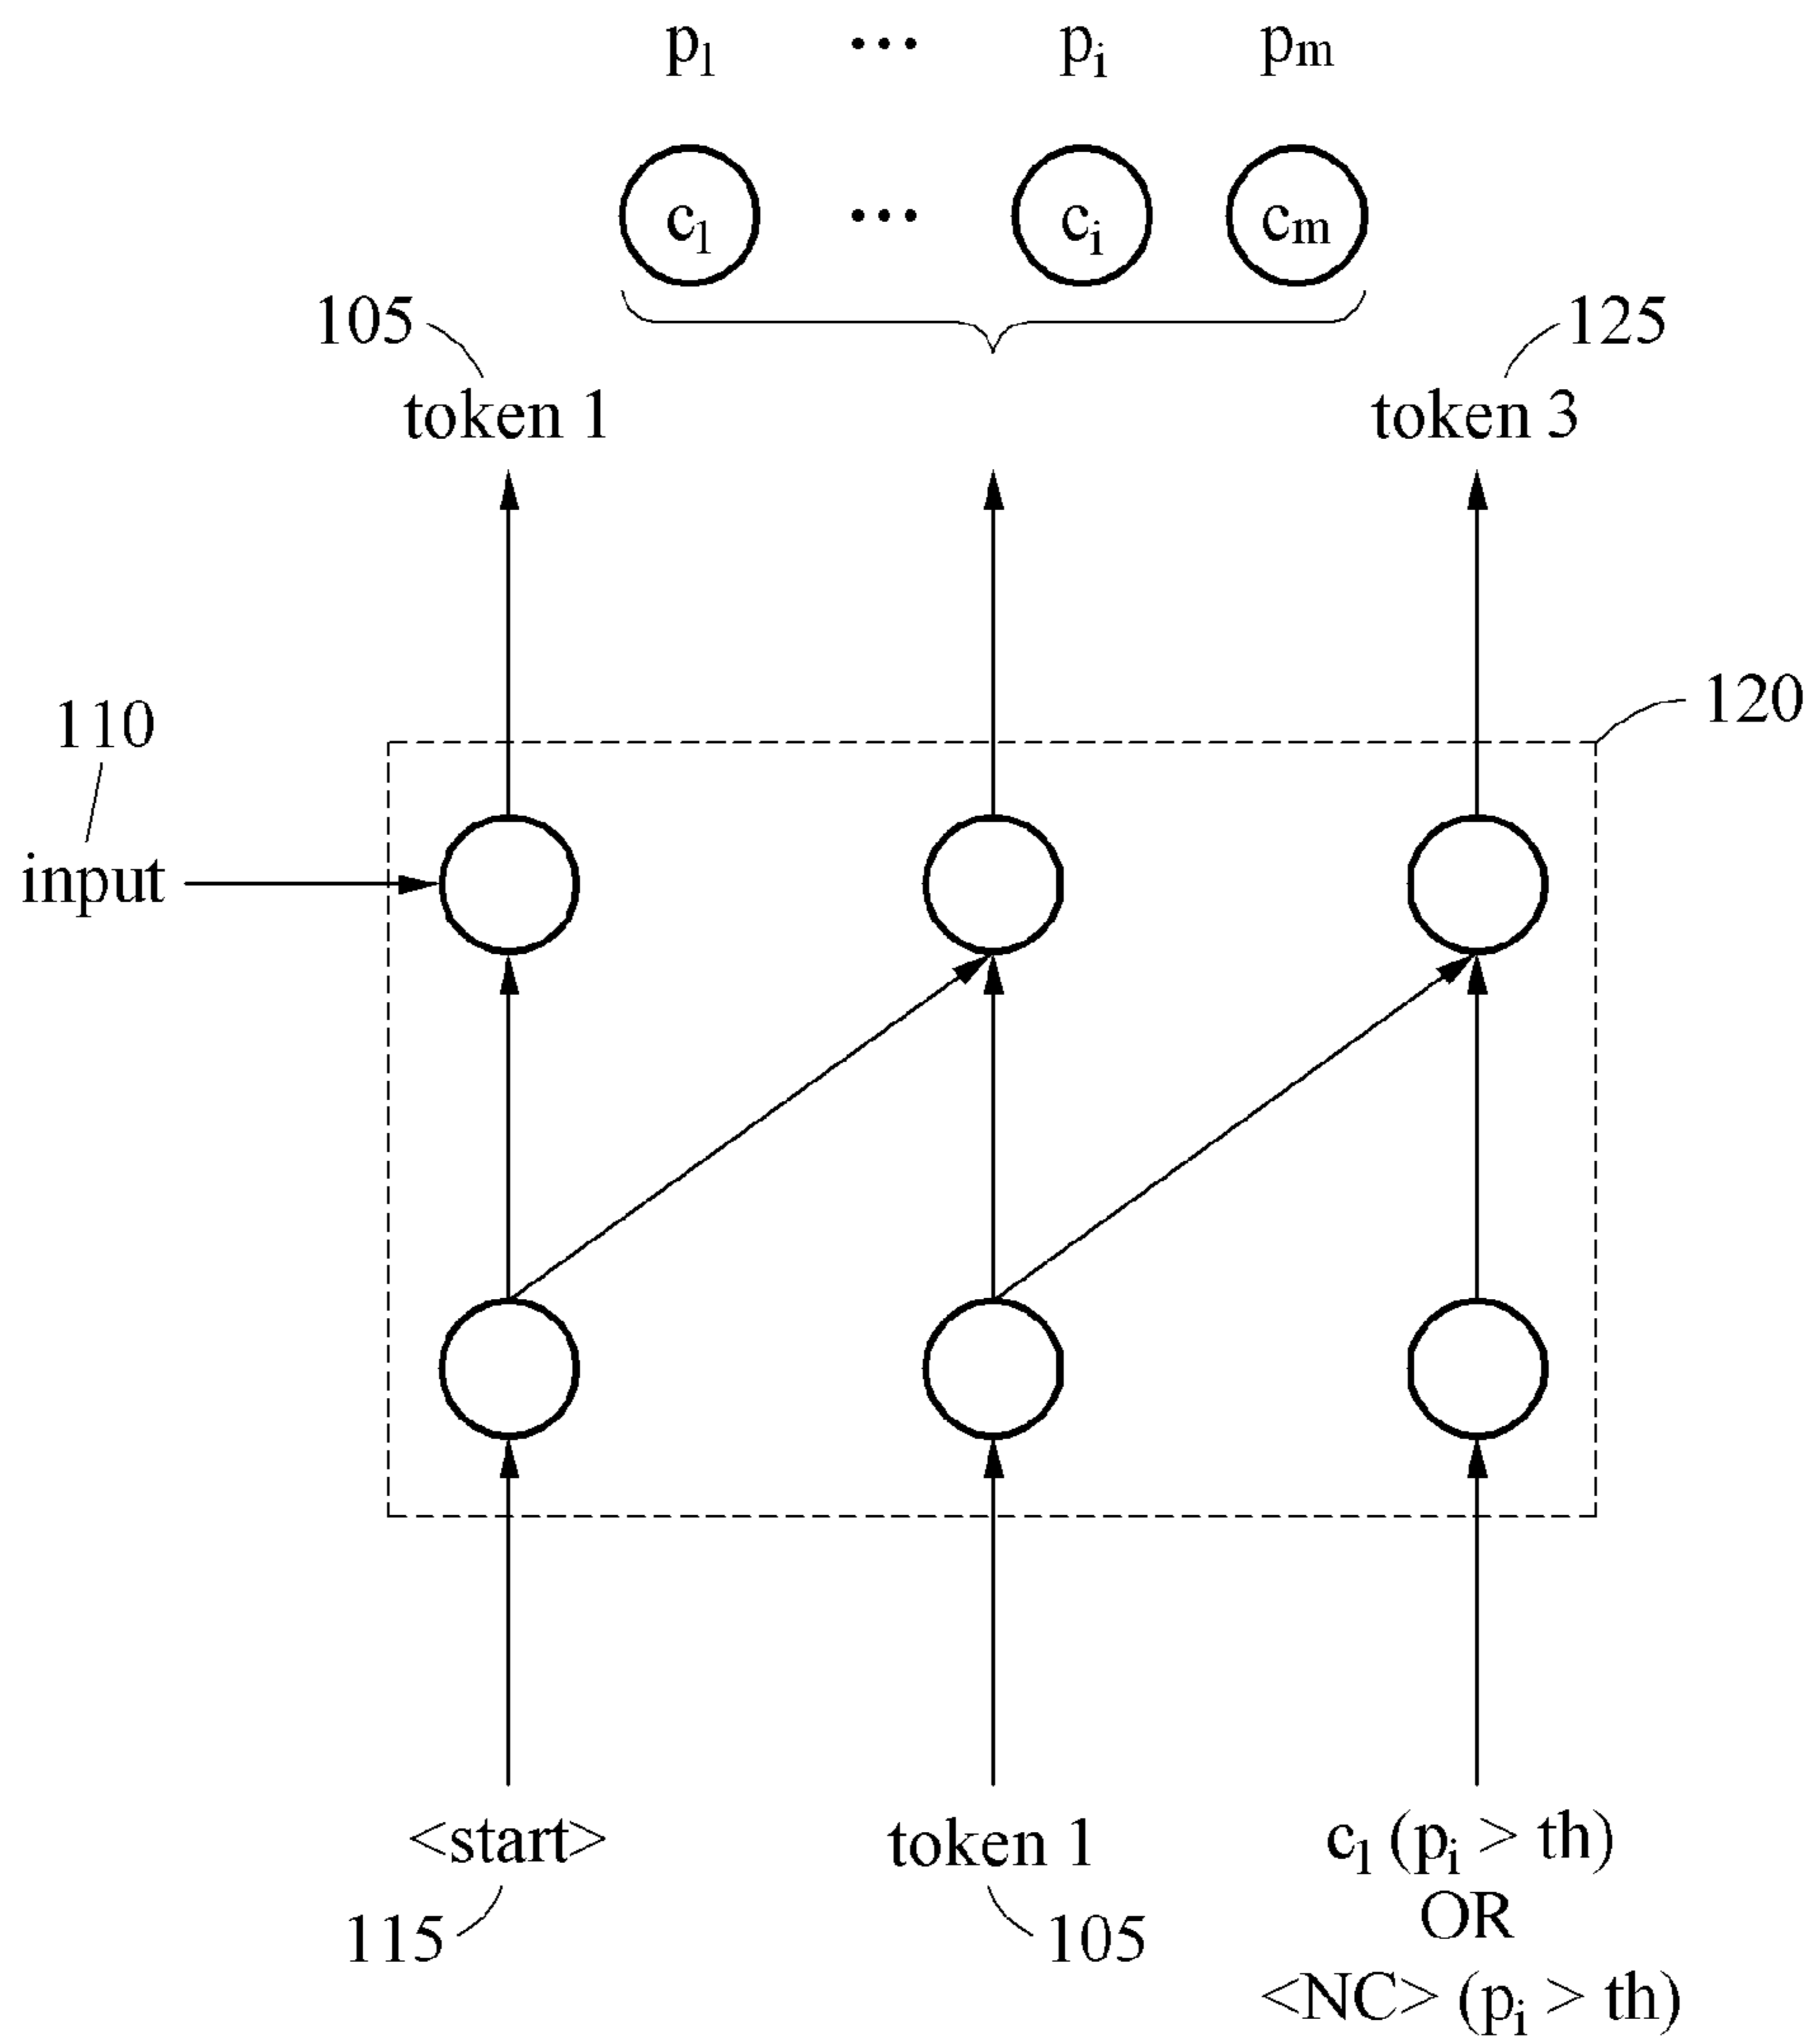 p₁ ··· pᵢ pₘ
c₁ ··· cᵢ cₘ
105 125
token 1 token 3
120
110
input
<start> token 1 c₁ (pᵢ > th)
OR
115 105
<NC> (pᵢ > th)